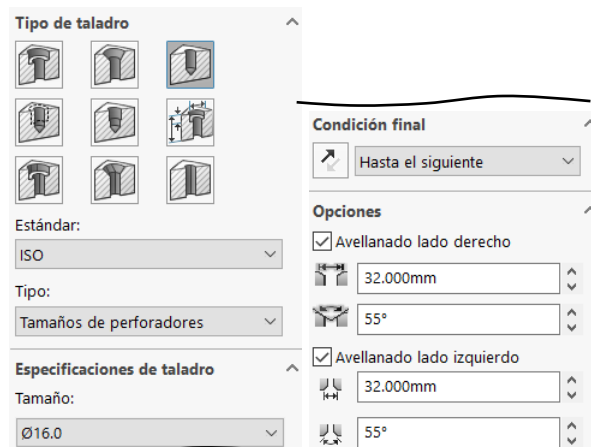 Tipo de taladro
Estándar:
ISO
Tipo:
Tamaños de perforadores
Especificaciones de taladro
Tamaño:
Ø16.0
Condición final
Hasta el siguiente
Opciones
Avellanado lado derecho
32.000mm
55°
Avellanado lado izquierdo
32.000mm
55°